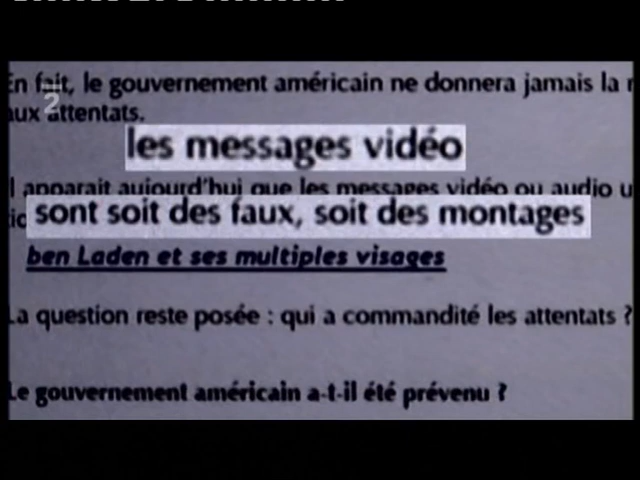 2
En fait, le gouvernement américain ne donnera jamais la
aux attentats.
les messages vidéo
Il apparait aujourd'hui que les messages vidéo ou audio
sont soit des faux, soit des montages
ben Laden et ses multiples visages
La question reste posée : qui a commandité les attentats ?
Le gouvernement américain a-t-il été prévenu ?